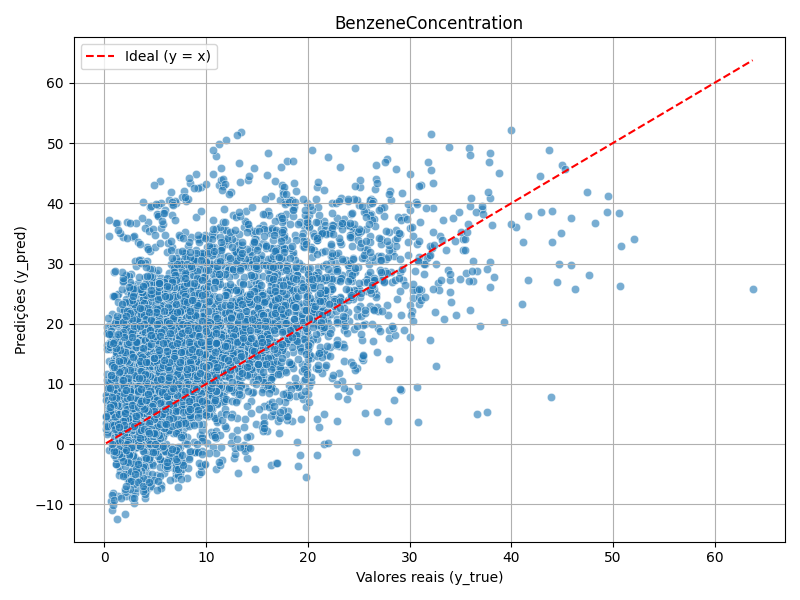 BenzeneConcentration
Ideal (y = x)
Predições (y_pred)
60
50
40
30
20
10
0
−10
0 10 20 30 40 50 60
Valores reais (y_true)